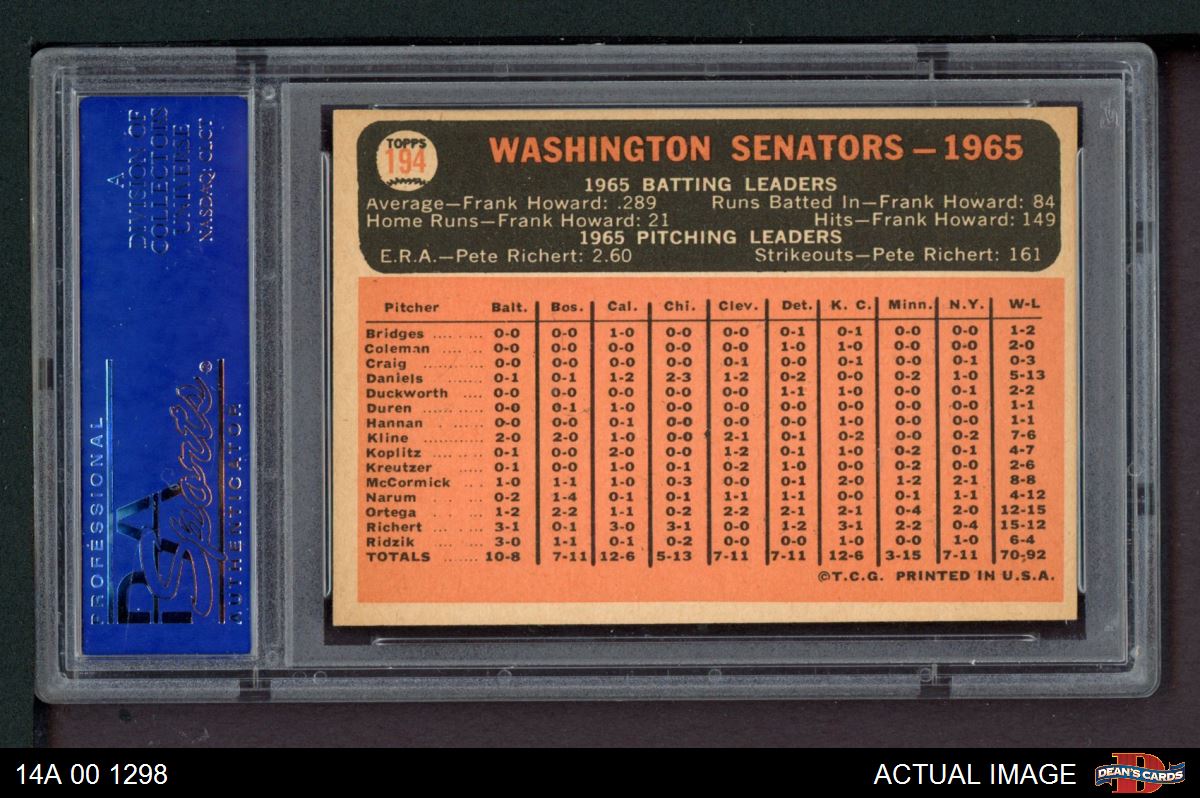 A
DIVISION OF
COLLECTORS
UNIVERSE
NASDAQ: CLCT
PROFESSIONAL
PSA
Sports®
AUTHENTICATOR
TOPPS
194
WASHINGTON SENATORS — 1965
1965 BATTING LEADERS
Average—Frank Howard: .289 Runs Batted In—Frank Howard: 84
Home Runs—Frank Howard: 21 Hits—Frank Howard: 149
1965 PITCHING LEADERS
E.R.A.—Pete Richert: 2.60 Strikeouts—Pete Richert: 161
Pitcher Balt. Bos. Cal. Chi. Clev. Det. K. C. Minn. N.Y. W-L
Bridges 0-0 0-0 1-0 0-0 0-0 0-1 0-1 0-0 0-0 1-2
Coleman 0-0 0-0 0-0 0-0 0-0 1-0 1-0 0-0 0-0 2-0
Craig 0-0 0-0 0-0 0-0 0-1 0-0 0-1 0-0 0-1 0-3
Daniels 0-1 0-1 1-2 2-3 1-2 0-2 0-0 0-2 1-0 5-13
Duckworth 0-0 0-0 0-0 0-0 0-0 1-1 1-0 0-0 0-1 2-2
Duren 0-0 0-1 1-0 0-0 0-0 0-0 0-0 0-0 0-0 1-1
Hannan 0-0 0-0 0-1 0-0 0-0 0-0 1-0 0-0 0-0 1-1
Kline 2-0 2-0 1-0 0-0 2-1 0-1 0-2 0-0 0-2 7-6
Koplitz 0-1 0-0 2-0 0-0 1-2 0-1 1-0 0-2 0-1 4-7
Kreutzer 0-1 0-1 1-0 0-1 0-2 1-0 0-0 0-1 0-0 2-6
McCormick 1-0 1-1 1-0 0-3 0-0 1-0 2-0 1-2 2-1 8-8
Narum 0-2 1-4 0-1 0-1 1-1 1-1 0-0 0-1 1-1 4-12
Ortega 1-2 2-2 1-1 0-2 2-2 2-1 2-1 0-4 2-0 12-15
Richert 3-1 0-1 3-0 3-1 0-0 1-2 3-1 2-2 0-4 15-12
Ridzik 3-0 1-1 0-1 0-2 0-0 0-0 1-0 0-0 1-0 6-4
TOTALS 10-8 7-11 12-6 5-13 7-11 7-11 12-6 3-15 7-11 70-92
©T.C.G. PRINTED IN U.S.A.
14A 00 1298
ACTUAL IMAGE
DEAN'S CARDS